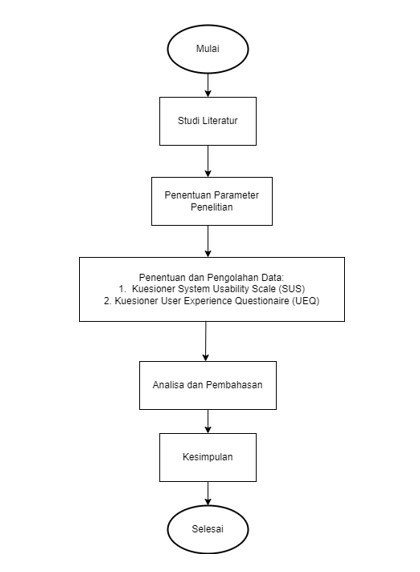 Mulai
Studi Literatur
Penentuan Parameter
Penelitian
Penentuan dan Pengolahan Data:
1. Kuesioner System Usability Scale (SUS)
2. Kuesioner User Experience Questionaire (UEQ)
Analisa dan Pembahasan
Kesimpulan
Selesai